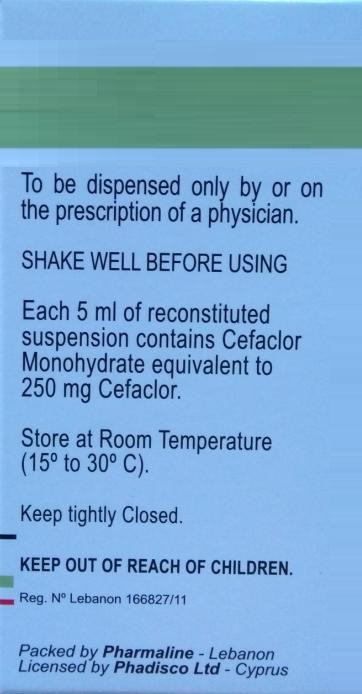 To be dispensed only by or on
the prescription of a physician.
SHAKE WELL BEFORE USING
Each 5 ml of reconstituted
suspension contains Cefaclor
Monohydrate equivalent to
250 mg Cefaclor.
Store at Room Temperature
(15º to 30º C).
Keep tightly Closed.
KEEP OUT OF REACH OF CHILDREN.
Reg. Nº Lebanon 166827/11
Packed by Pharmaline - Lebanon
Licensed by Phadisco Ltd - Cyprus